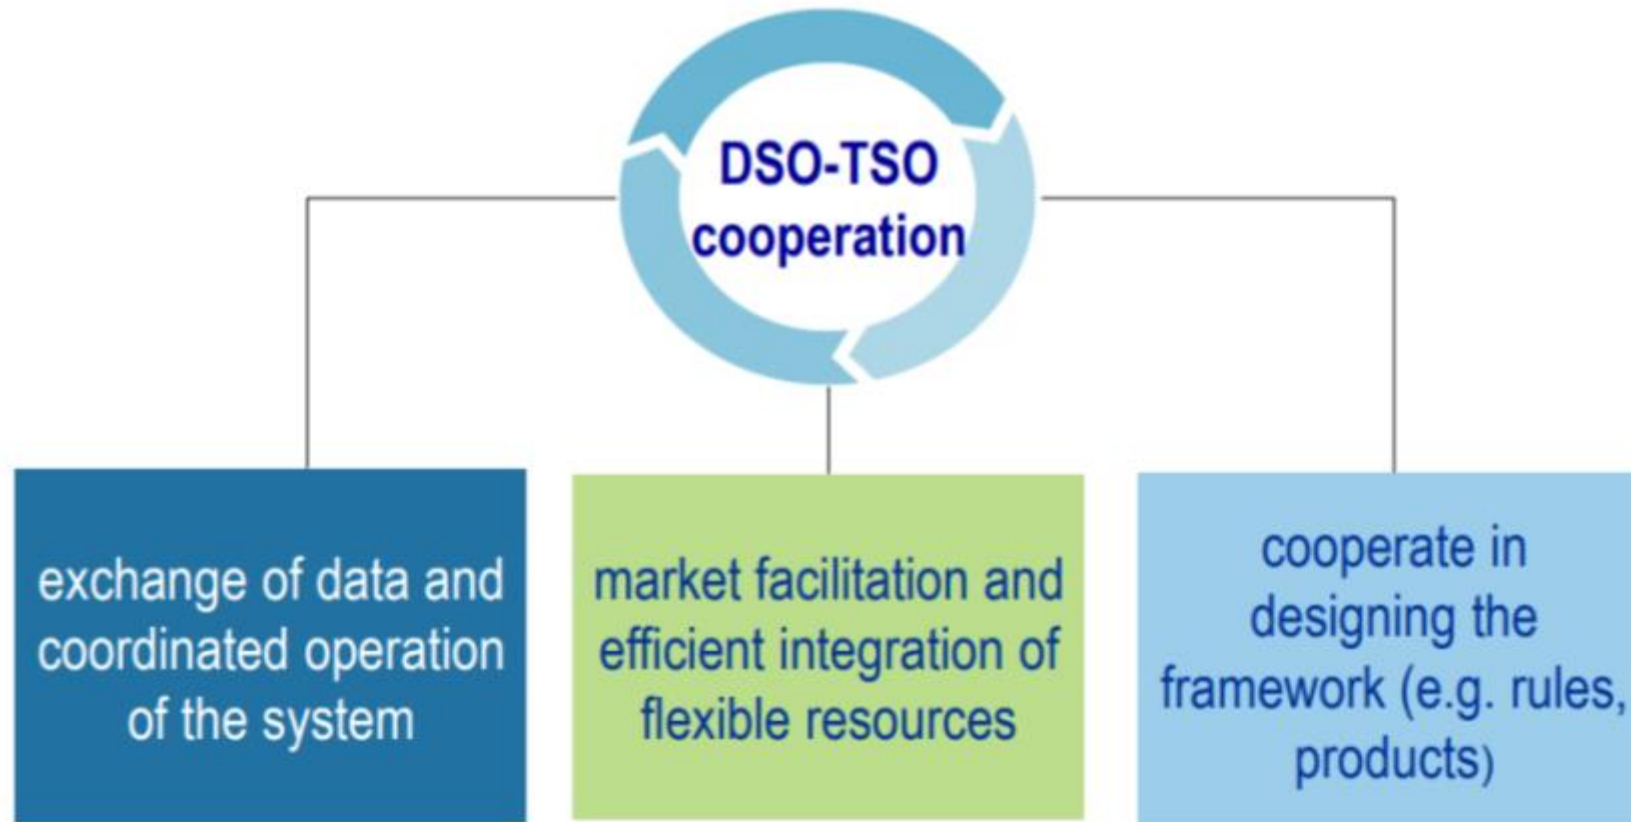 DSO-TSO
cooperation
exchange of data and
coordinated operation
of the system
market facilitation and
efficient integration of
flexible resources
cooperate in
designing the
framework (e.g. rules,
products)